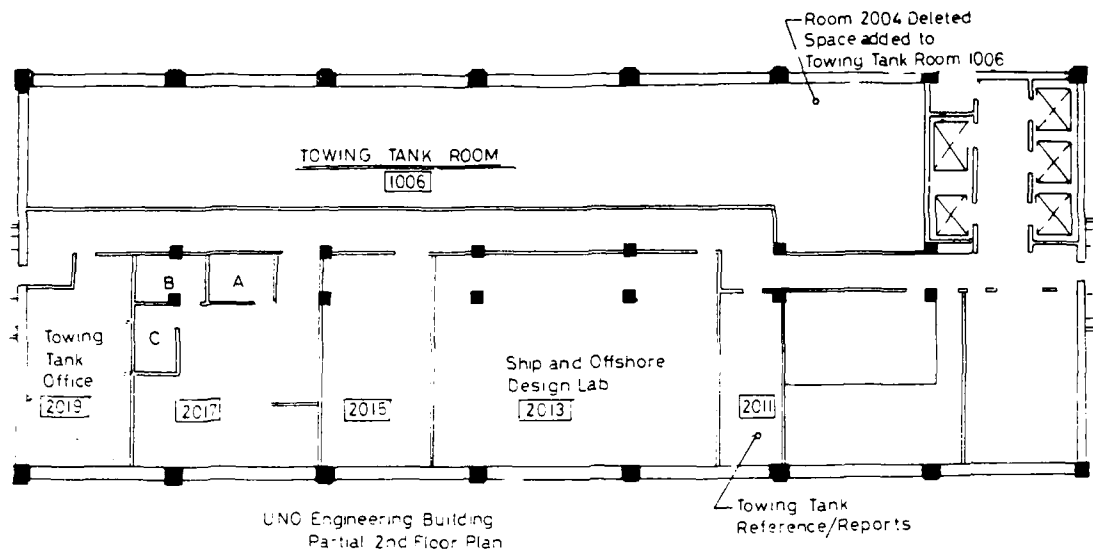 Room 2004 Deleted
Space added to
Towing Tank Room 1006
TOWING TANK ROOM
1006
B
A
C
Towing
Tank
Office
2019
2017
2015
Ship and Offshore
Design Lab
2013
2011
Towing Tank
Reference/Reports
UNO Engineering Building
Partial 2nd Floor Plan